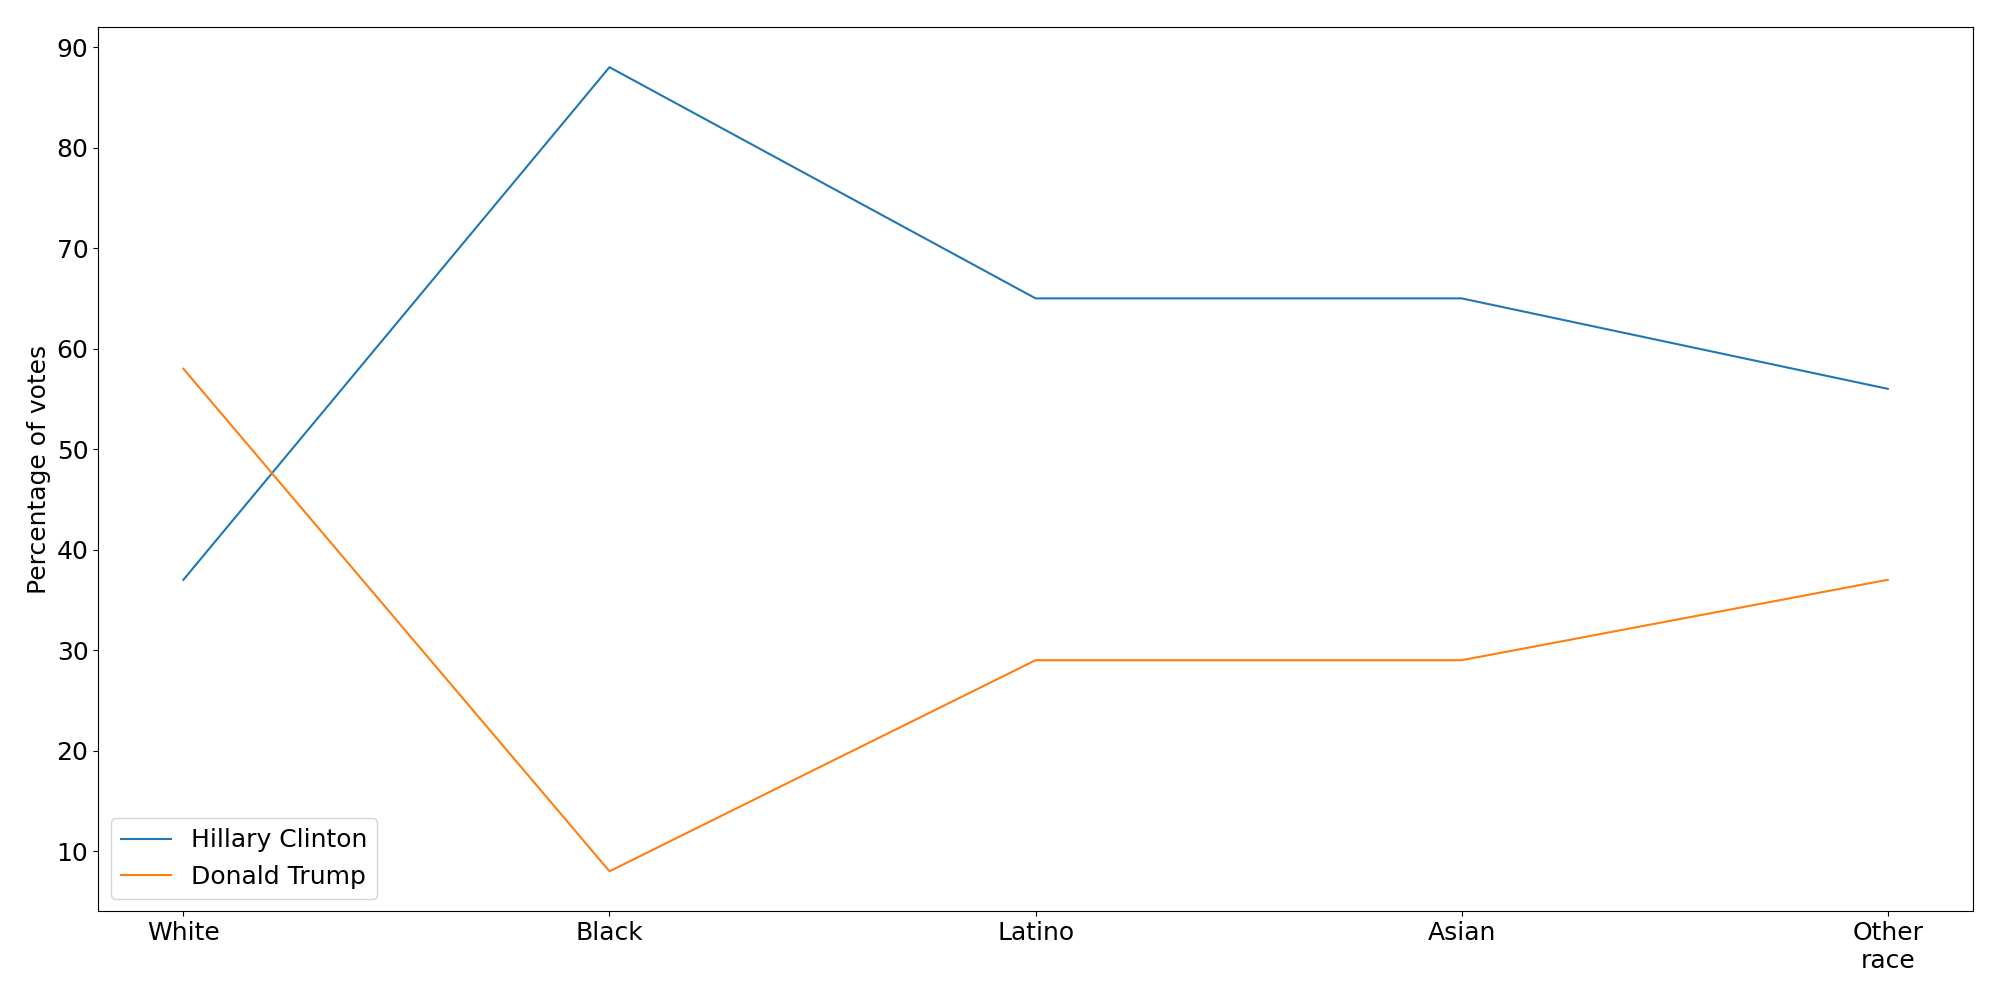 Percentage of votes
90
80
70
60
50
40
30
20
10
Hillary Clinton
Donald Trump
White
Black
Latino
Asian
Other
race